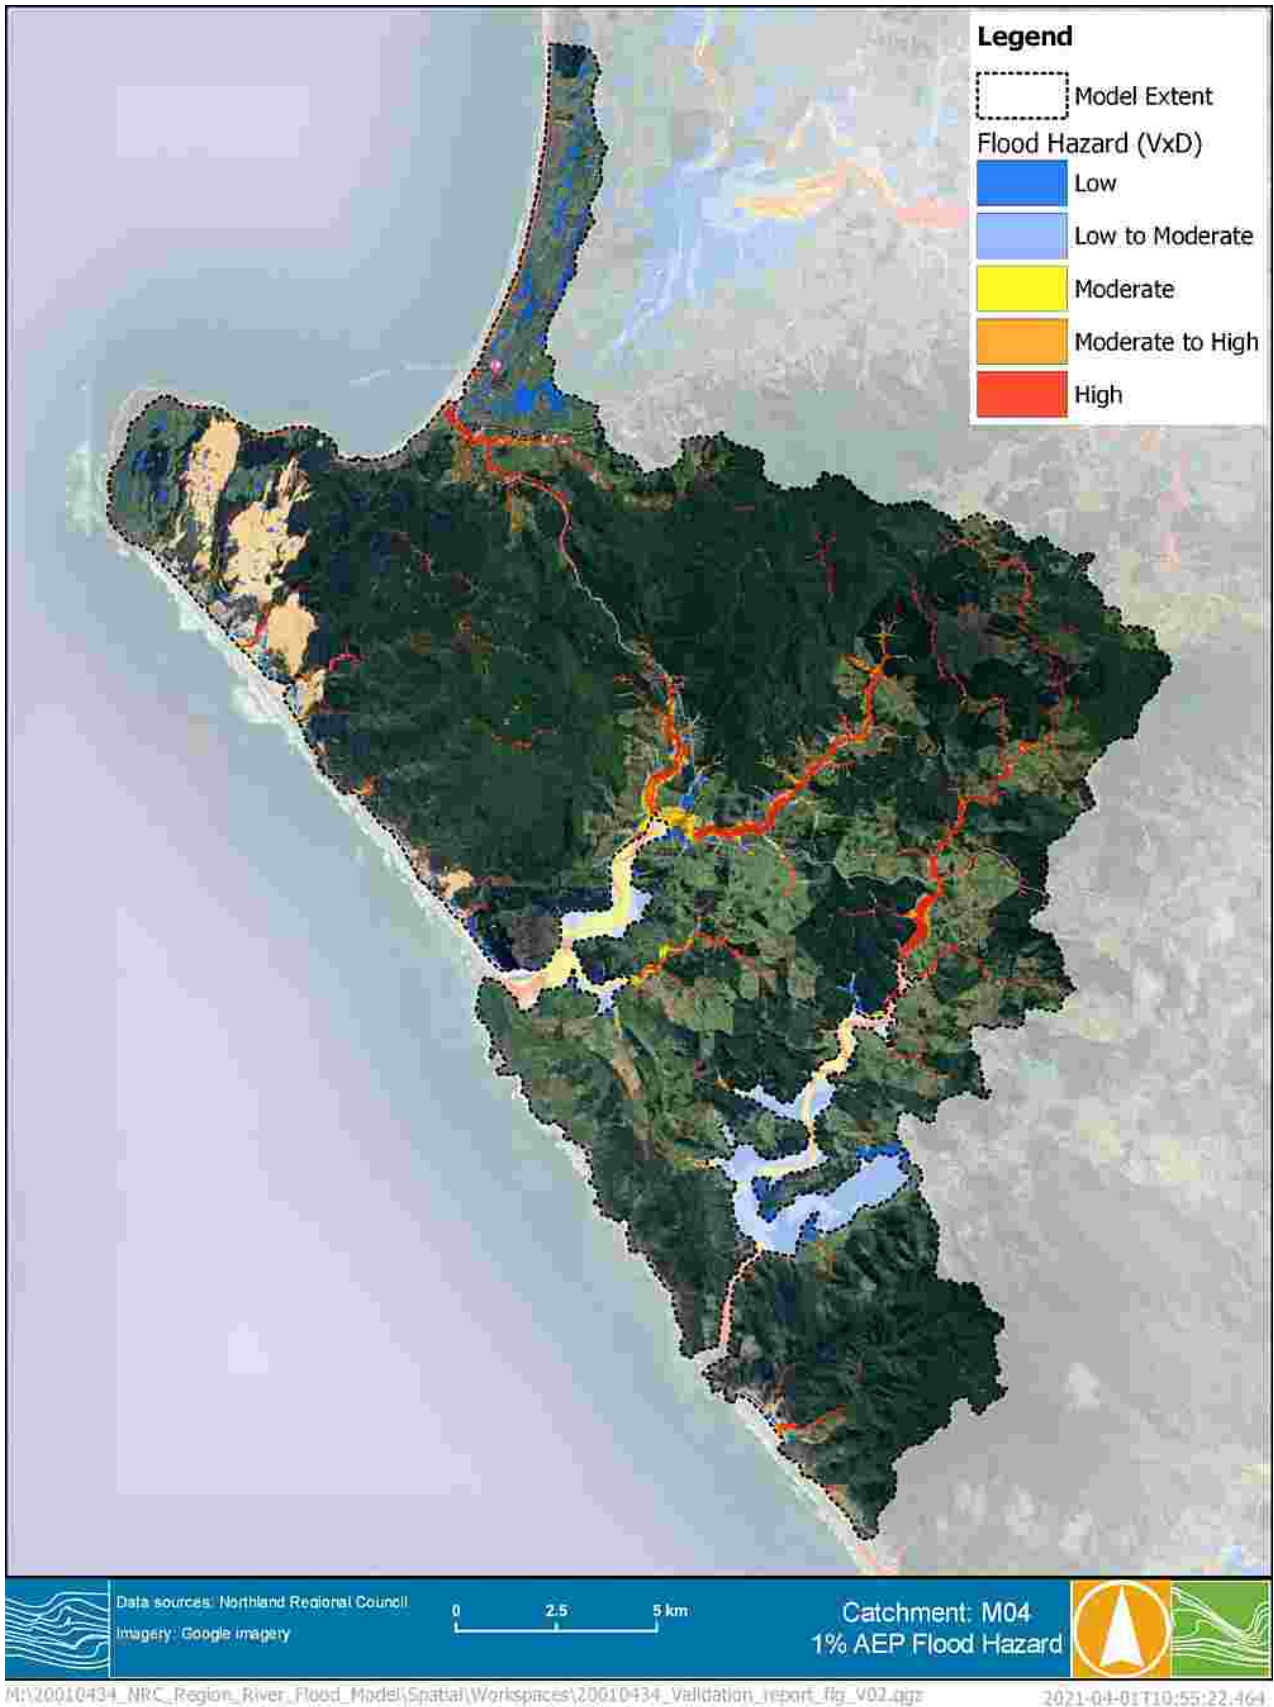 Legend
Model Extent
Flood Hazard (VxD)
Low
Low to Moderate
Moderate
Moderate to High
High
Data sources: Northland Regional Council
Imagery: Google imagery
0 2.5 5 km
Catchment: M04
1% AEP Flood Hazard
M:\20010434_NRC_Region_River_Flood_Model\Spatial\Workspaces\20010434_Validation_report_fig_V02.qgz
2021-04-01T10:55:22.464